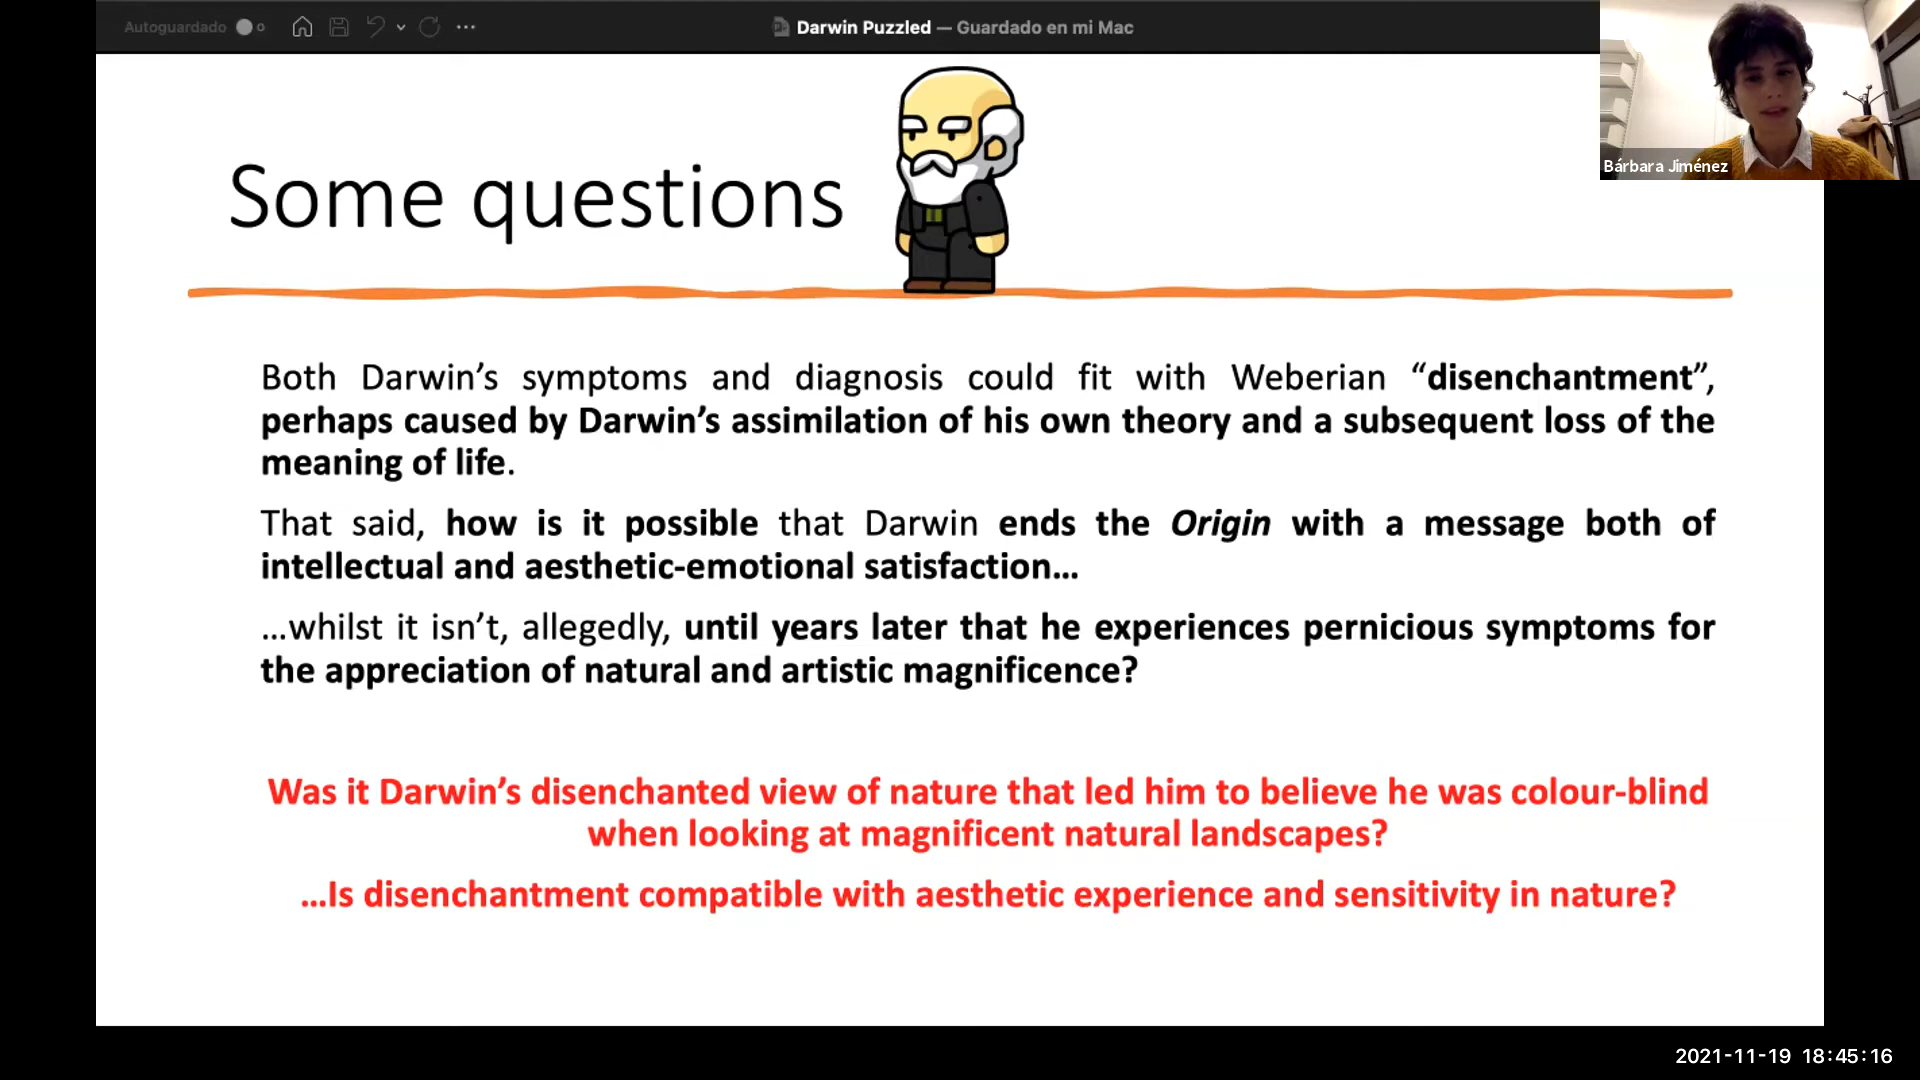 Autoguardado
Darwin Puzzled — Guardado en mi Mac
Bárbara Jiménez
Some questions
Both Darwin’s symptoms and diagnosis could fit with Weberian “disenchantment”,
perhaps caused by Darwin’s assimilation of his own theory and a subsequent loss of the
meaning of life.
That said, how is it possible that Darwin ends the Origin with a message both of
intellectual and aesthetic-emotional satisfaction…
…whilst it isn’t, allegedly, until years later that he experiences pernicious symptoms for
the appreciation of natural and artistic magnificence?
Was it Darwin’s disenchanted view of nature that led him to believe he was colour-blind
when looking at magnificent natural landscapes?
…Is disenchantment compatible with aesthetic experience and sensitivity in nature?
2021-11-19 18:45:16